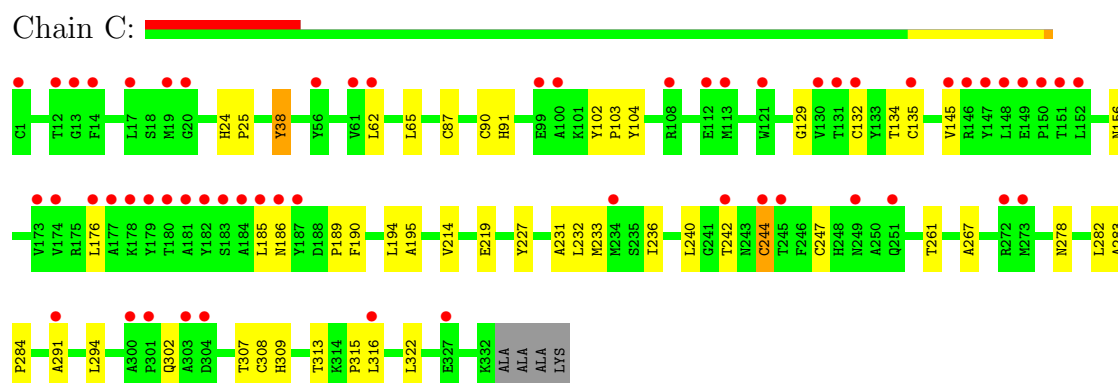 Chain C:
C1 T12 G13 F14 L17 S18 M19 G20 H24 P25 Y38 Y56 V61 L62 L65 C87 C90 H91 E99 A100 K101 Y102 P103 Y104 R108 E112 M113 W121 G129 V130 T131 C132 Y133 T134 C135 V145 R146 Y147 L148 E149 P150 T151 L152 N156
V173 V174 R175 L176 A177 K178 Y179 T180 A181 Y182 S183 A184 L185 N186 Y187 D188 P189 F190 L194 A195 V214 E219 Y227 A231 L232 M233 M234 S235 I236 L240 G241 T242 N243 C244 T245 F246 C247 H248 N249 A250 Q251 T261 A267 R272 M273 N278 L282 A283
P284 A291 L294 A300 P301 Q302 A303 D304 T307 C308 H309 T313 K314 P315 L316 L322 E327 K332 ALA ALA ALA LYS